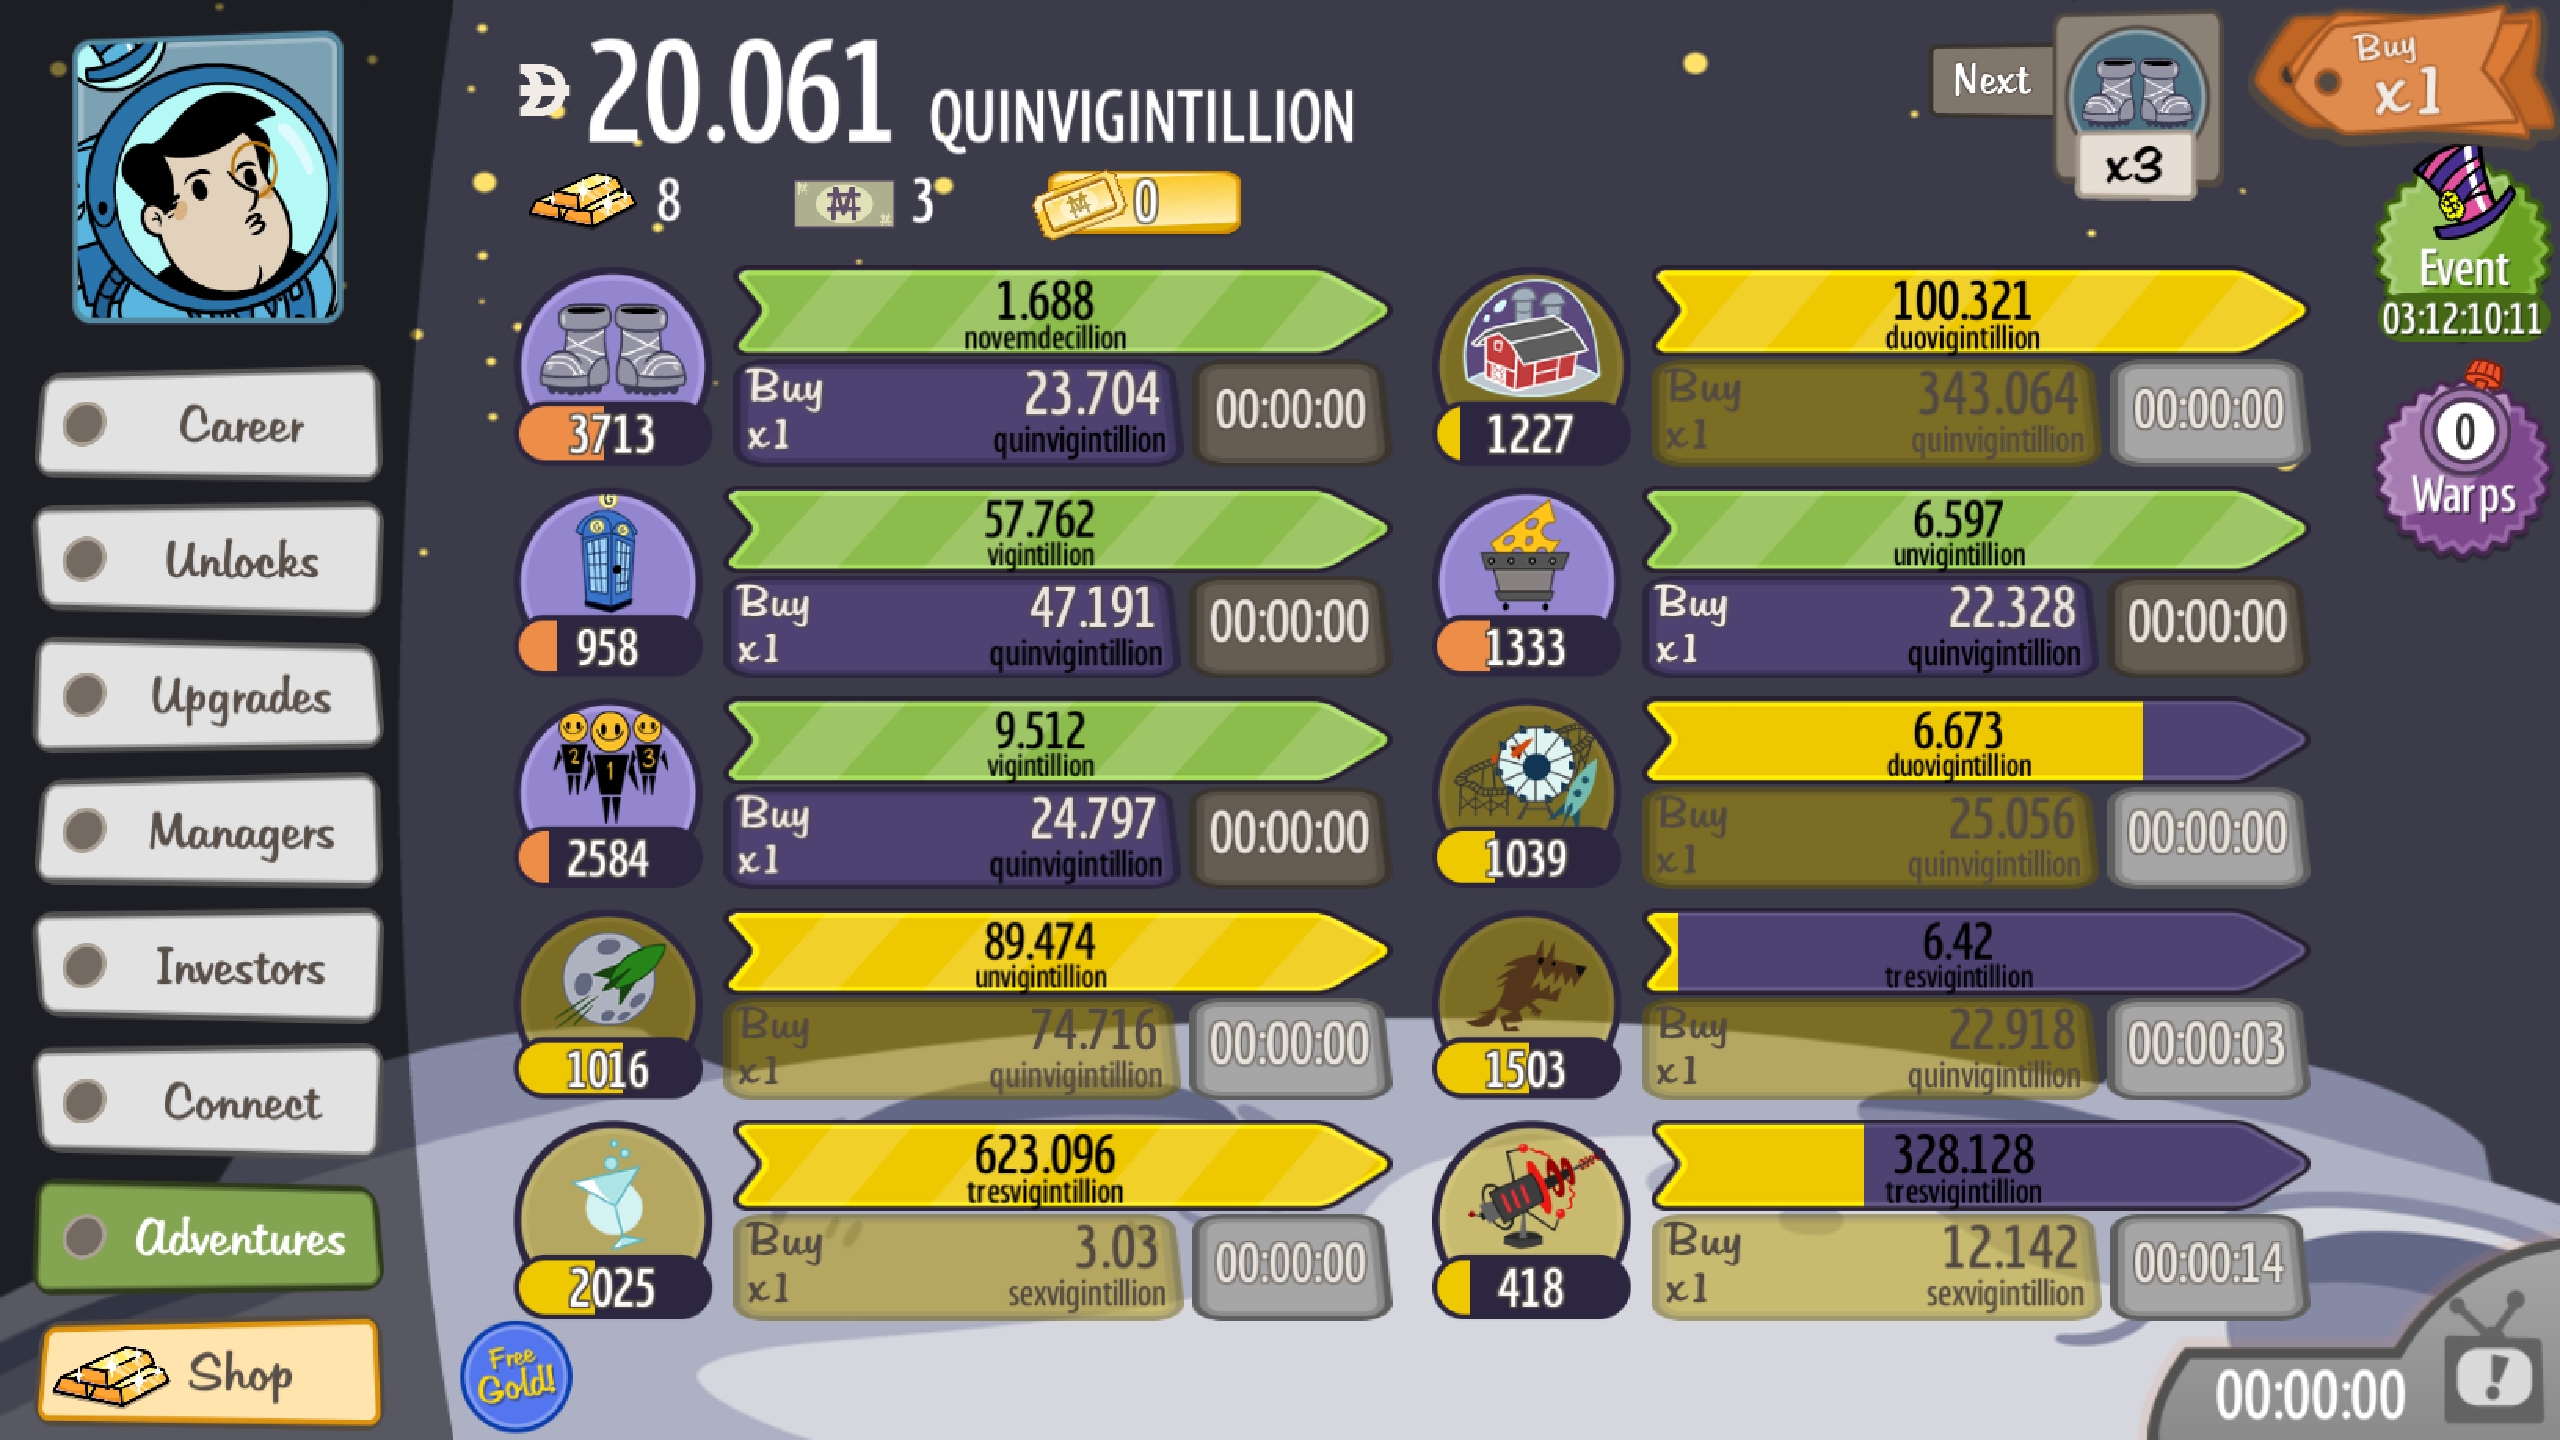 20.061 QUINVIGINTILLION
8 3 0
Next
x3
Buy
x1
Event
03:12:10:11
0
Warps
Career
Unlocks
Upgrades
Managers
Investors
Connect
Adventures
Shop
1.688
novemdecillion
Buy 23.704
x1 quinvigintillion
00:00:00
3713
100.321
duovigintillion
Buy 343.064
x1 quinvigintillion
00:00:00
1227
G
57.762
vigintillion
Buy 47.191
x1 quinvigintillion
00:00:00
958
6.597
unvigintillion
Buy 22.328
x1 quinvigintillion
00:00:00
1333
2 1 3
9.512
vigintillion
Buy 24.797
x1 quinvigintillion
00:00:00
2584
6.673
duovigintillion
Buy 25.056
x1 quinvigintillion
00:00:00
1039
89.474
unvigintillion
Buy 74.716
x1 quinvigintillion
00:00:00
1016
6.42
tresvigintillion
Buy 22.918
x1 quinvigintillion
00:00:03
1503
623.096
tresvigintillion
Buy 3.03
x1 sexvigintillion
00:00:00
2025
328.128
tresvigintillion
Buy 12.142
x1 sexvigintillion
00:00:14
418
Free
Gold!
00:00:00
!